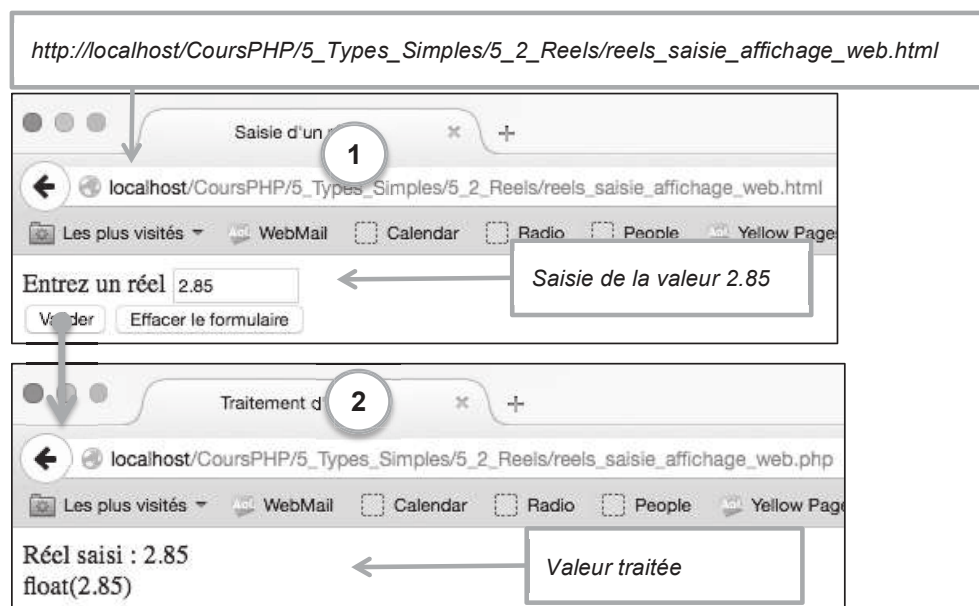 http://localhost/CoursPHP/5_Types_Simples/5_2_Reels/reels_saisie_affichage_web.html
Saisie d'un
1
localhost/CoursPHP/5_Types_Simples/5_2_Reels/reels_saisie_affichage_web.html
Les plus visités WebMail Calendar Radio People Yellow Page
Entrez un réel 2.85
Saisie de la valeur 2.85
Effacer le formulaire
Traitement d'
2
localhost/CoursPHP/5_Types_Simples/5_2_Reels/reels_saisie_affichage_web.php
Les plus visités WebMail Calendar Radio People Yellow Page
Réel saisi : 2.85
float(2.85)
Valeur traitée